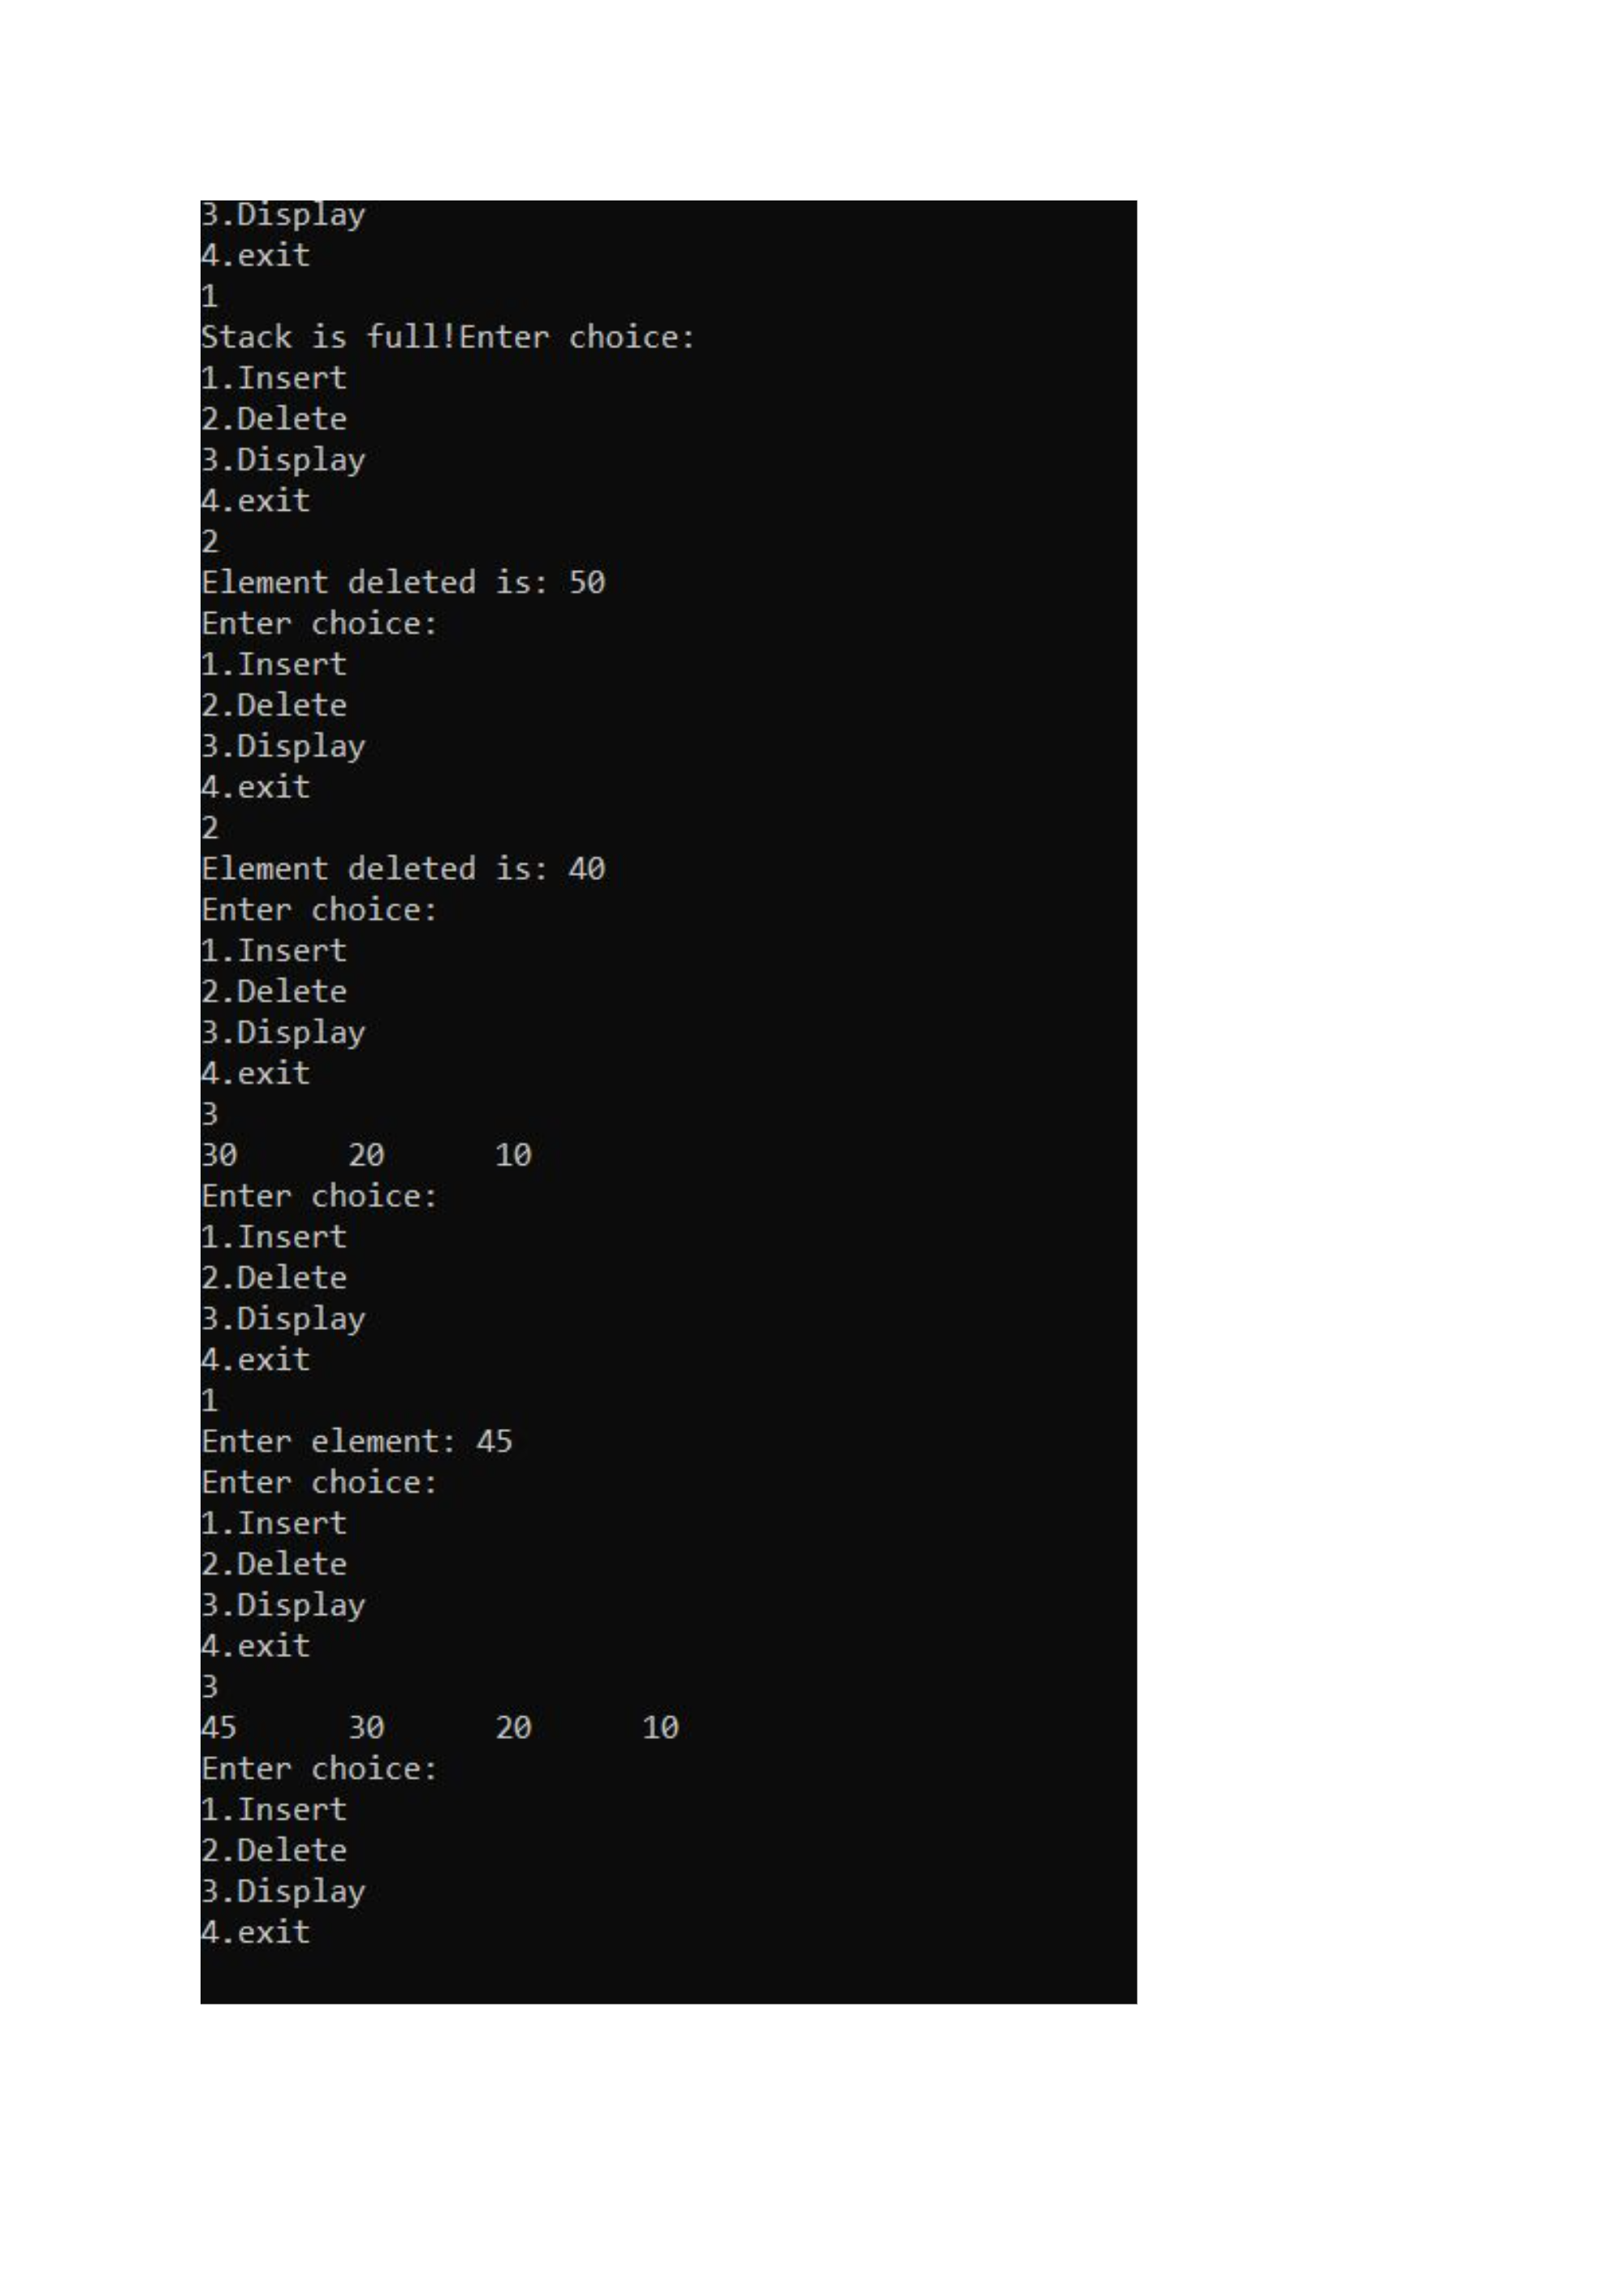 3.Display
4.exit
1
Stack is full!Enter choice:
1.Insert
2.Delete
3.Display
4.exit
2
Element deleted is: 50
Enter choice:
1.Insert
2.Delete
3.Display
4.exit
2
Element deleted is: 40
Enter choice:
1.Insert
2.Delete
3.Display
4.exit
3
30      20      10
Enter choice:
1.Insert
2.Delete
3.Display
4.exit
1
Enter element: 45
Enter choice:
1.Insert
2.Delete
3.Display
4.exit
3
45      30      20      10
Enter choice:
1.Insert
2.Delete
3.Display
4.exit